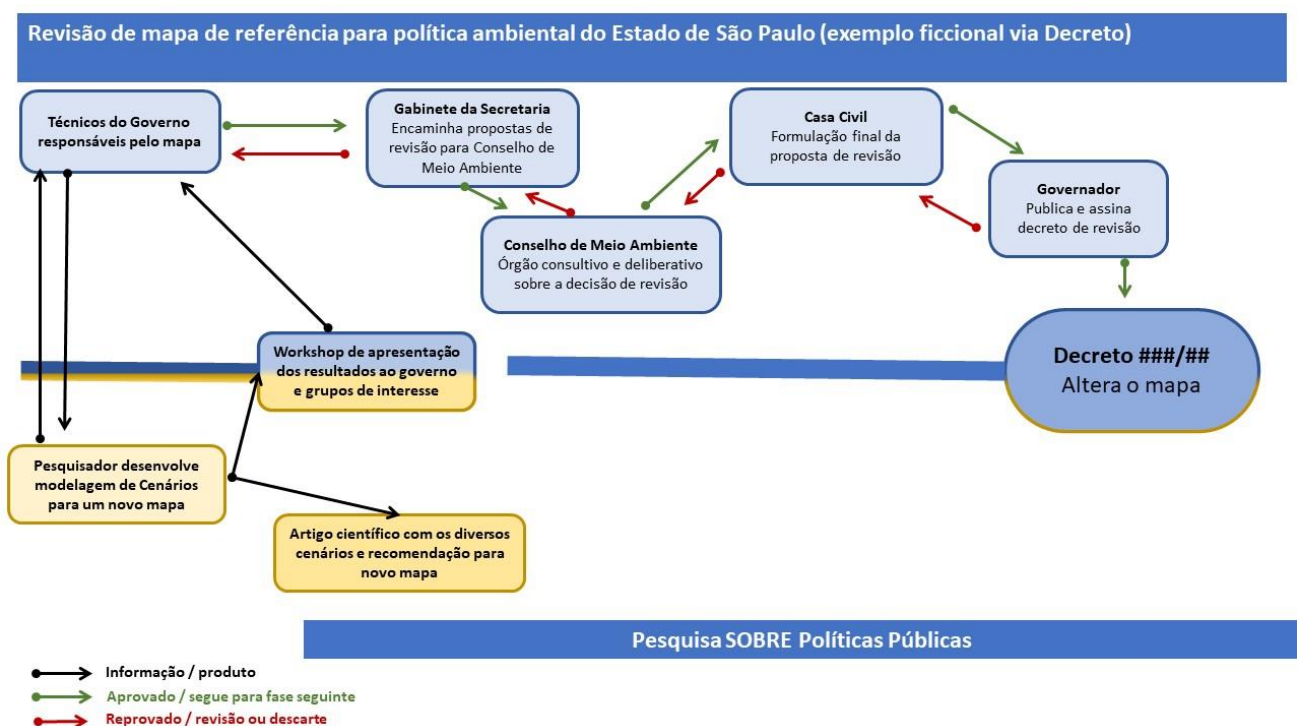 Revisão de mapa de referência para política ambiental do Estado de São Paulo (exemplo ficcional via Decreto)
Técnicos do Governo
responsáveis pelo mapa
Gabinete da Secretaria
Encaminha propostas de
revisão para Conselho de
Meio Ambiente
Casa Civil
Formulação final da
proposta de revisão
Governador
Publica e assina
decreto de revisão
Conselho de Meio Ambiente
Órgão consultivo e deliberativo
sobre a decisão de revisão
Workshop de apresentação
dos resultados ao governo
e grupos de interesse
Decreto ###/##
Altera o mapa
Pesquisador desenvolve
modelagem de Cenários
para um novo mapa
Artigo científico com os diversos
cenários e recomendação para
novo mapa
Pesquisa SOBRE Políticas Públicas
Informação / produto
Aprovado / segue para fase seguinte
Reprovado / revisão ou descarte